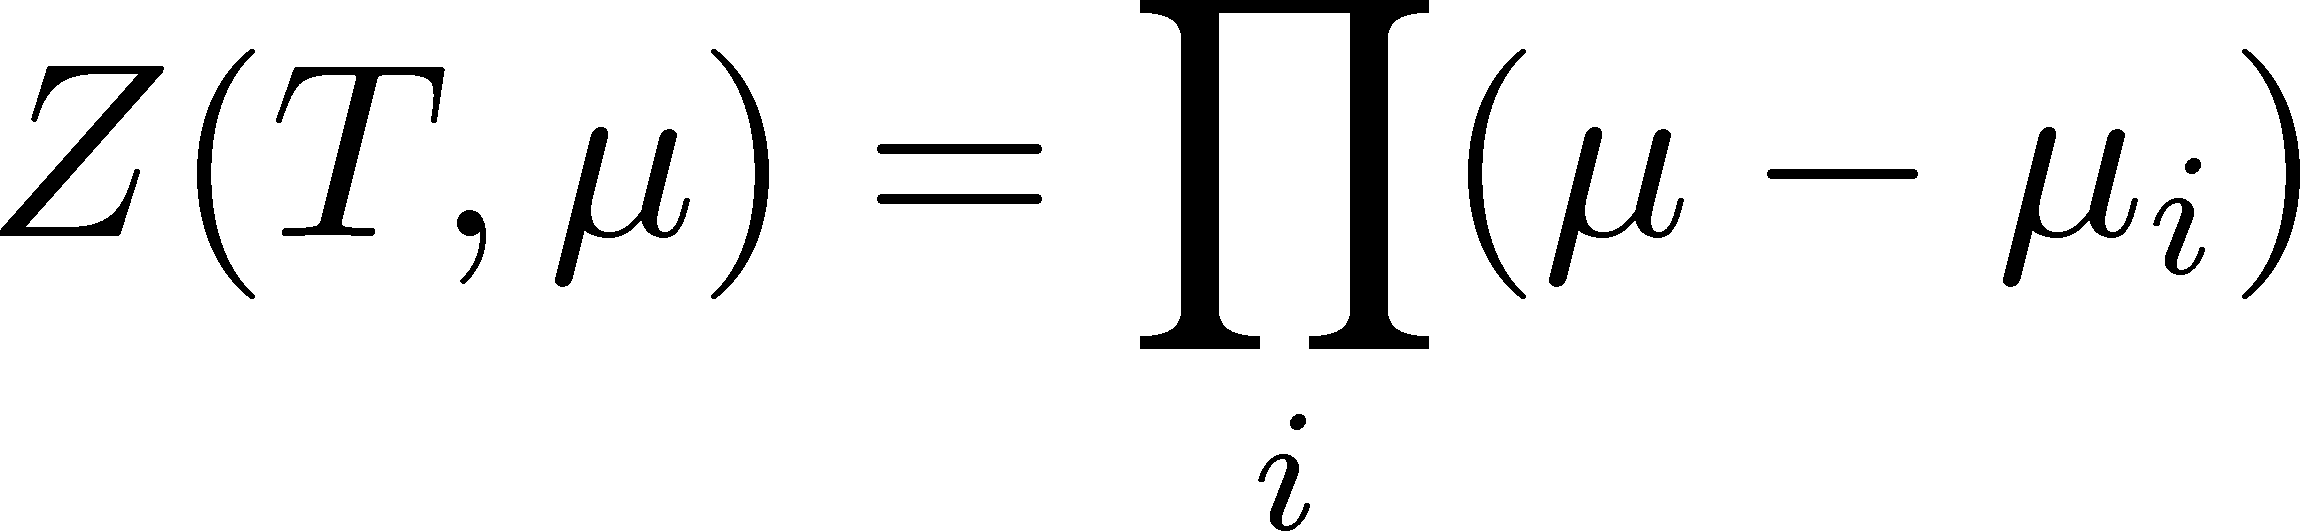 Z(T, μ) = ∏_i (μ − μ_i)